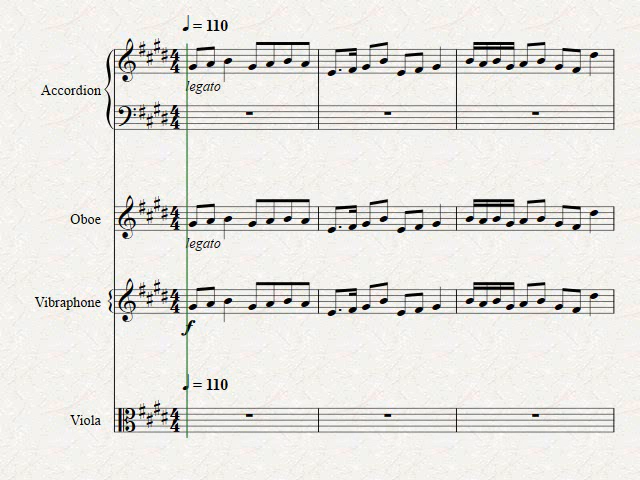 ♩ = 110
Accordion
legato
Oboe
legato
Vibraphone
f
♩ = 110
Viola